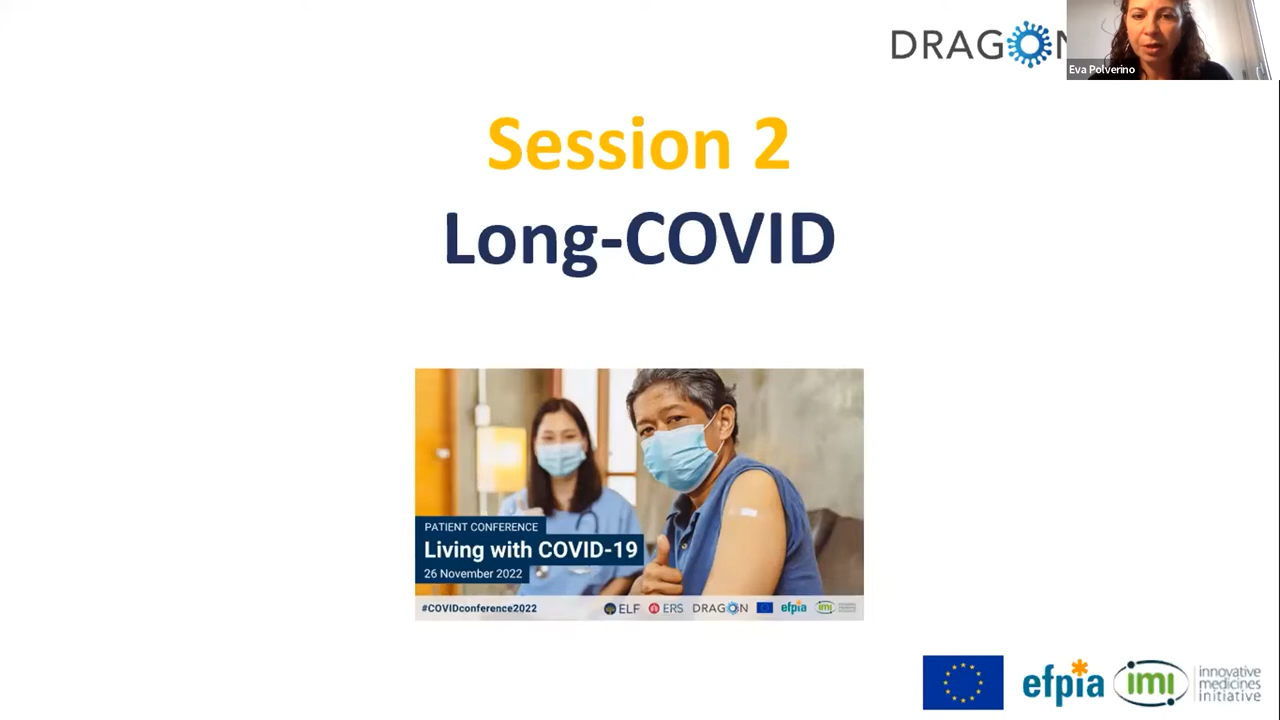 DRAGON
Eva Polverino
Session 2
Long-COVID
PATIENT CONFERENCE
Living with COVID-19
26 November 2022
#COVIDconference2022
ELF
ERS
DRAGON
efpia
imi
efpia
imi
innovative
medicines
initiative